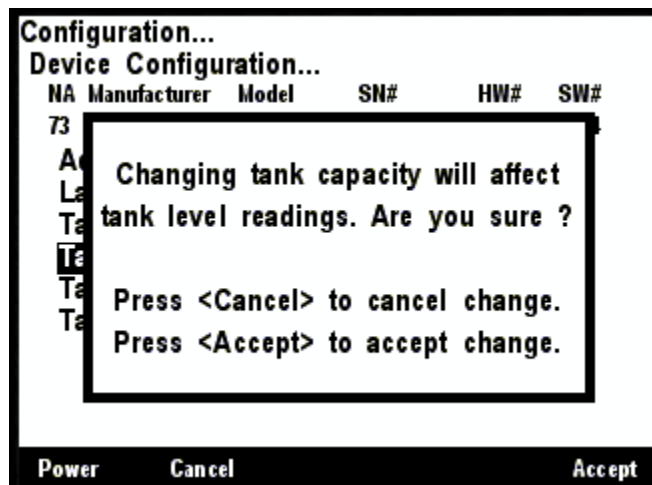 Configuration...
Device Configuration...
NA Manufacturer Model SN# HW# SW#
73
Changing tank capacity will affect
tank level readings. Are you sure ?
Press <Cancel> to cancel change.
Press <Accept> to accept change.
Power Cancel Accept